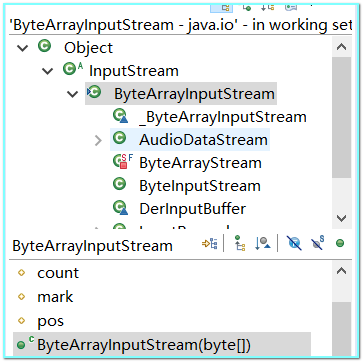 'ByteArrayInputStream - java.io' - in working set
Object
InputStream
ByteArrayInputStream
_ByteArrayInputStream
AudioDataStream
ByteArrayStream
ByteInputStream
DerInputBuffer
ByteArrayInputStream
count
mark
pos
ByteArrayInputStream(byte[])